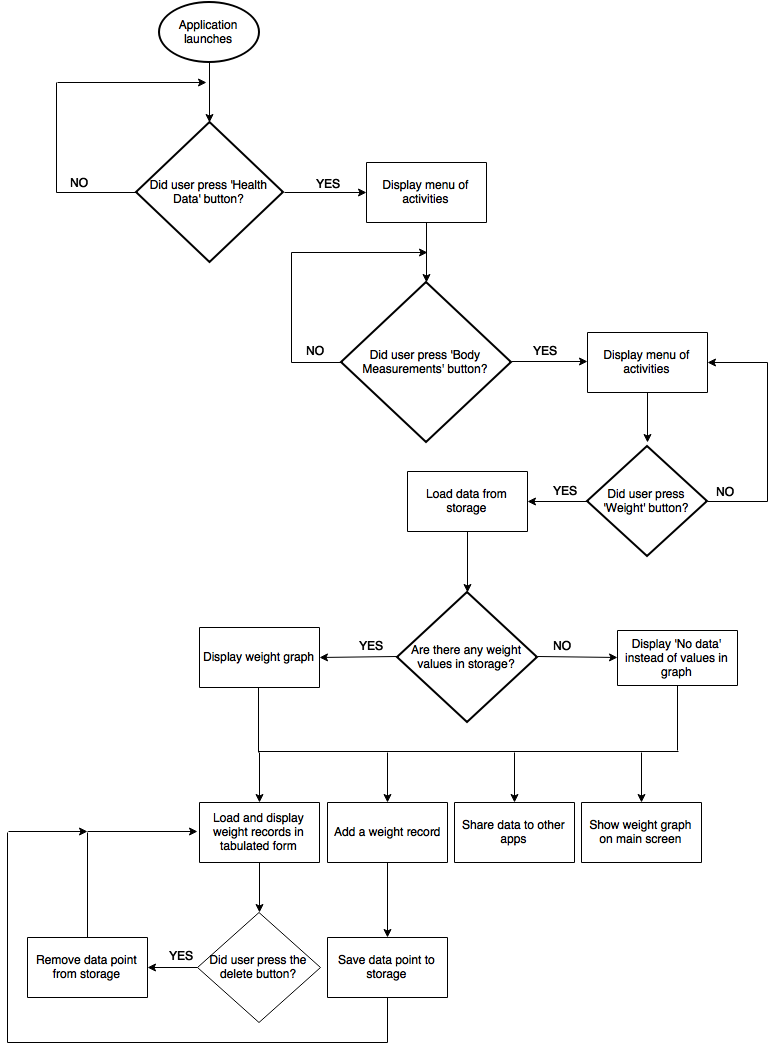 Application
launches
Did user press 'Health
Data' button?
NO
YES
Display menu of
activities
Did user press 'Body
Measurements' button?
NO
YES
Display menu of
activities
Did user press
'Weight' button?
NO
YES
Load data from
storage
Are there any weight
values in storage?
YES
NO
Display weight graph
Display 'No data'
instead of values in
graph
Load and display
weight records in
tabulated form
Add a weight record
Share data to other
apps
Show weight graph
on main screen
Did user press the
delete button?
YES
Remove data point
from storage
Save data point to
storage